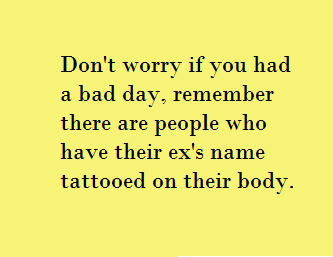 Don't worry if you had
a bad day, remember
there are people who
have their ex's name
tattooed on their body.